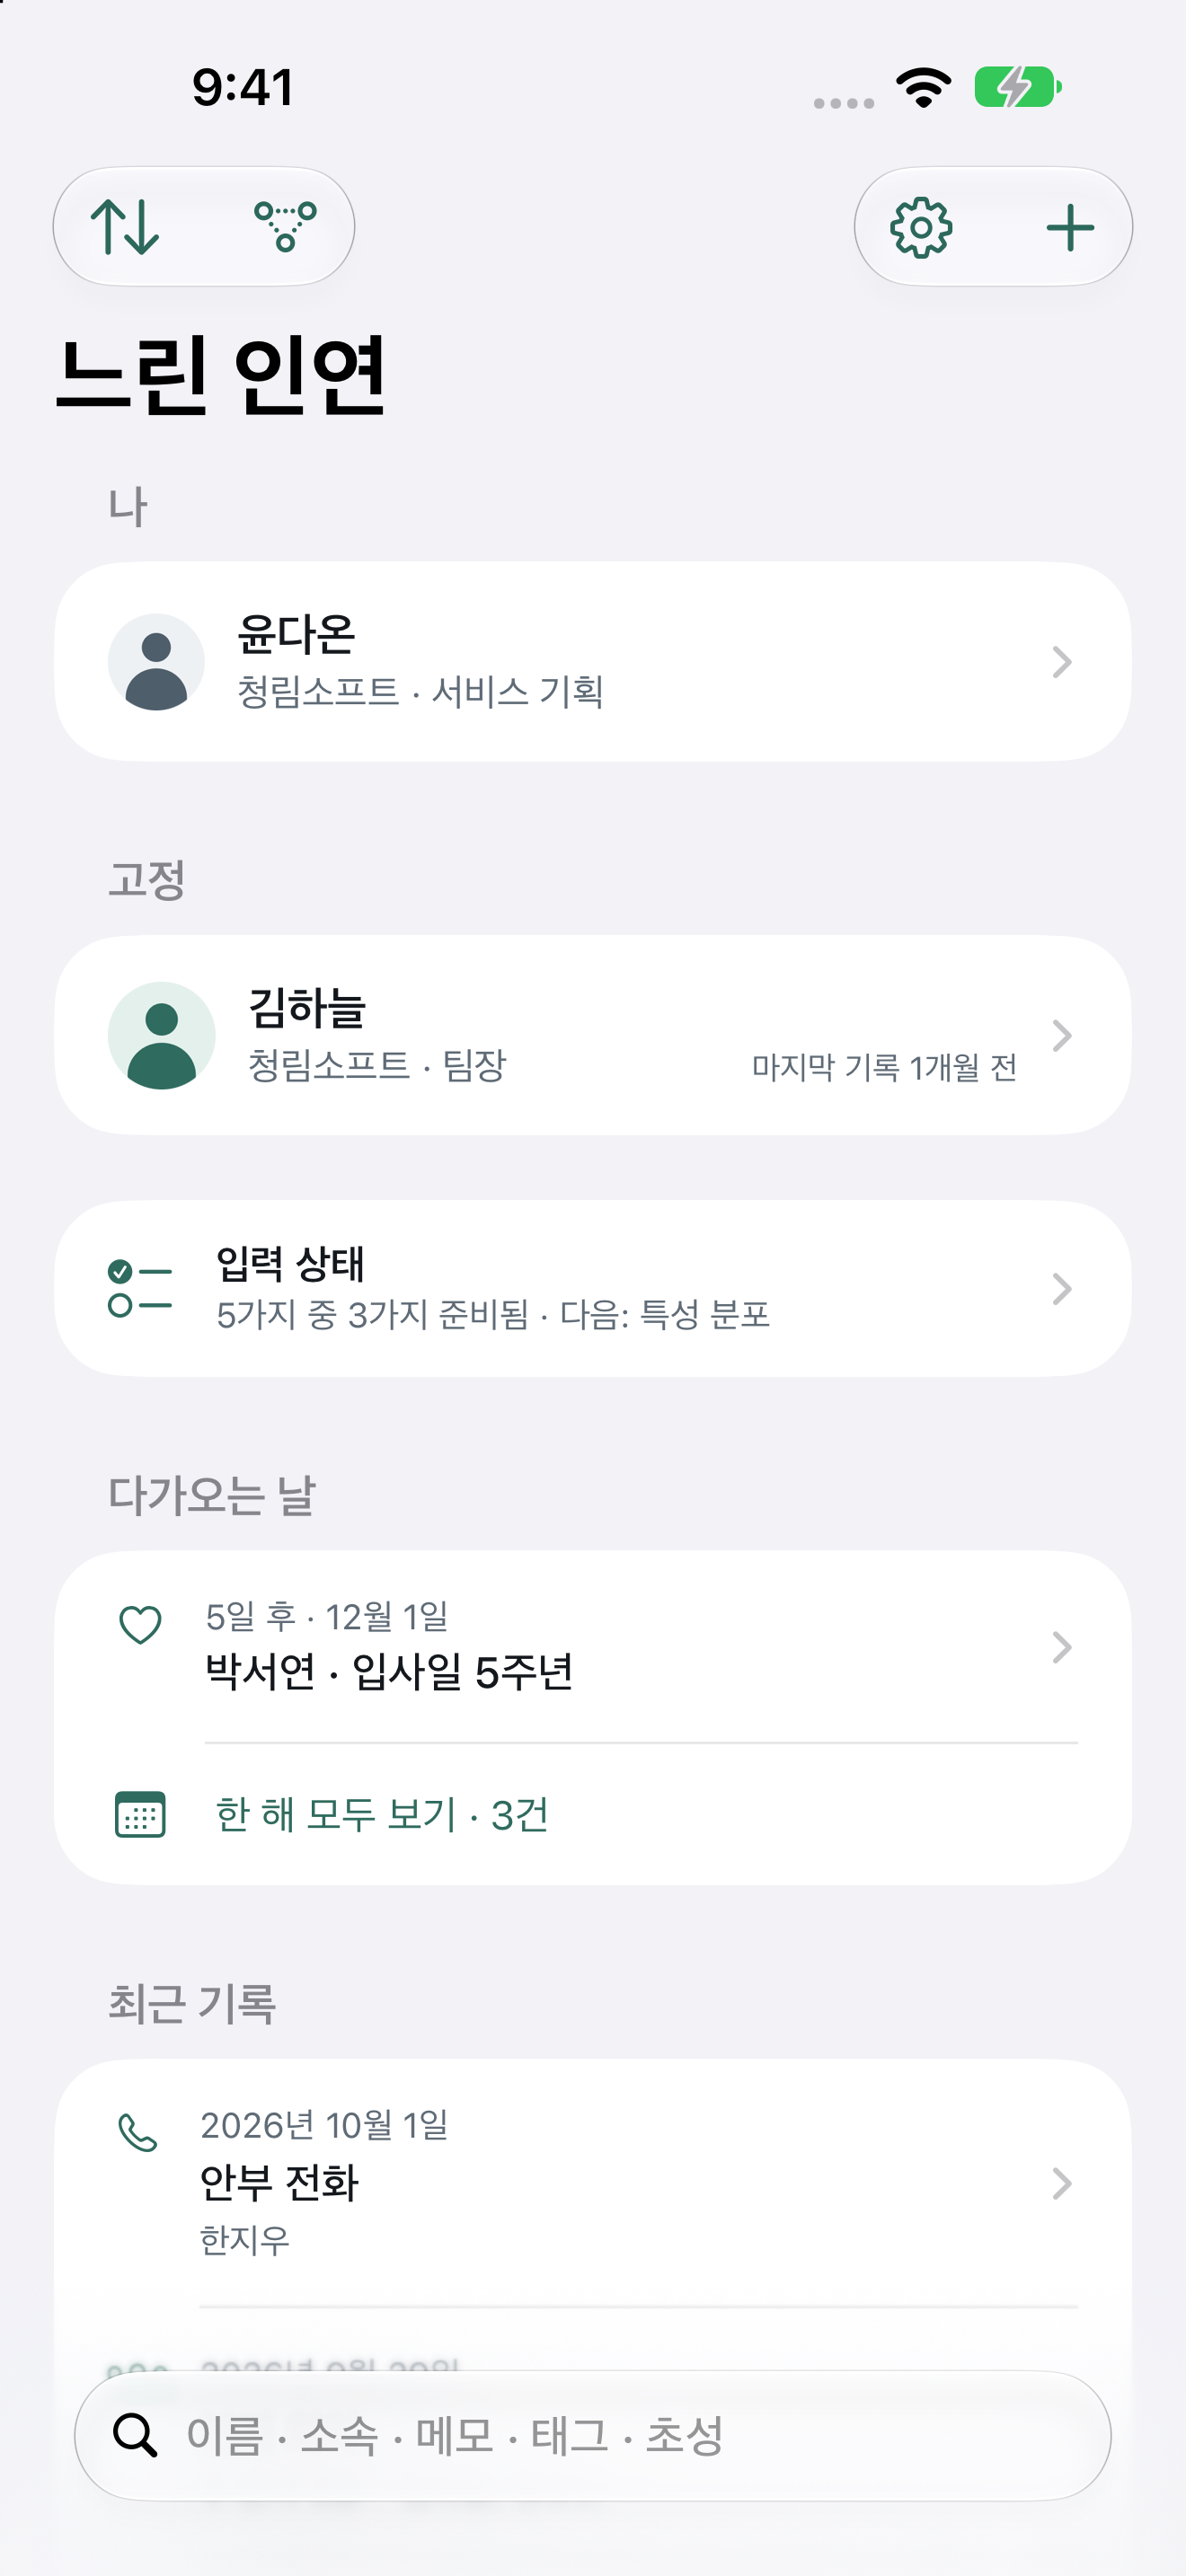 9:41
느린 인연
나
윤다온
청림소프트 · 서비스 기획
고정
김하늘
청림소프트 · 팀장
마지막 기록 1개월 전
입력 상태
5가지 중 3가지 준비됨 · 다음: 특성 분포
다가오는 날
5일 후 · 12월 1일
박서연 · 입사일 5주년
한 해 모두 보기 · 3건
최근 기록
2026년 10월 1일
안부 전화
한지우
이름 · 소속 · 메모 · 태그 · 초성